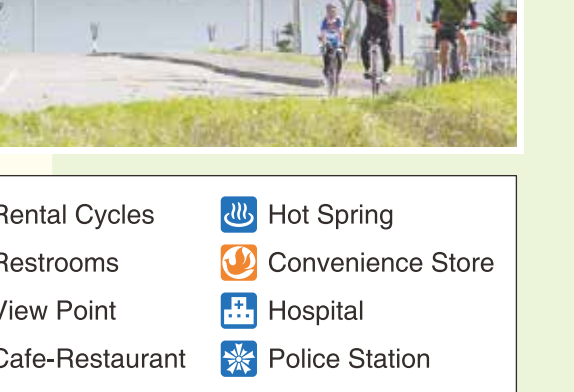 Rental Cycles
Restrooms
View Point
Cafe-Restaurant
Hot Spring
Convenience Store
Hospital
Police Station